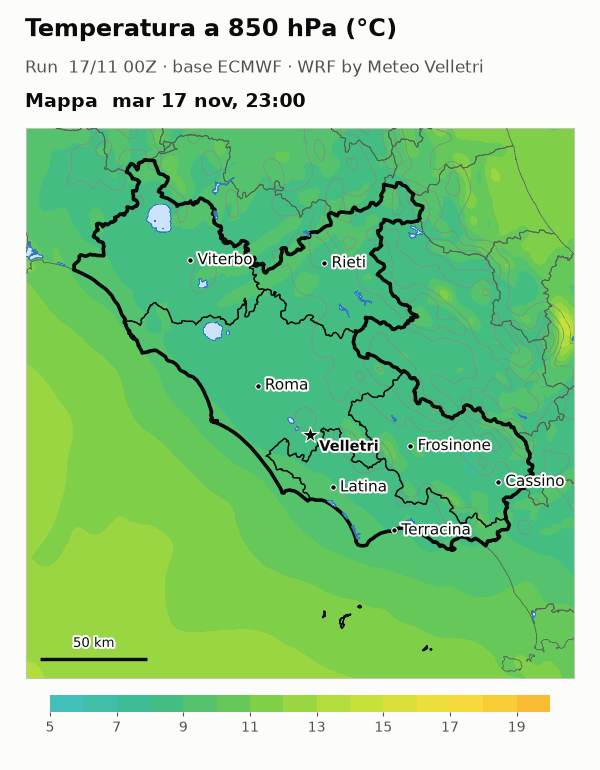 Temperatura a 850 hPa (°C)
Run  17/11 00Z · base ECMWF · WRF by Meteo Velletri
Mappa  mar 17 nov, 23:00
Viterbo
Rieti
Roma
Velletri
Frosinone
Latina
Cassino
Terracina
50 km
5 7 9 11 13 15 17 19